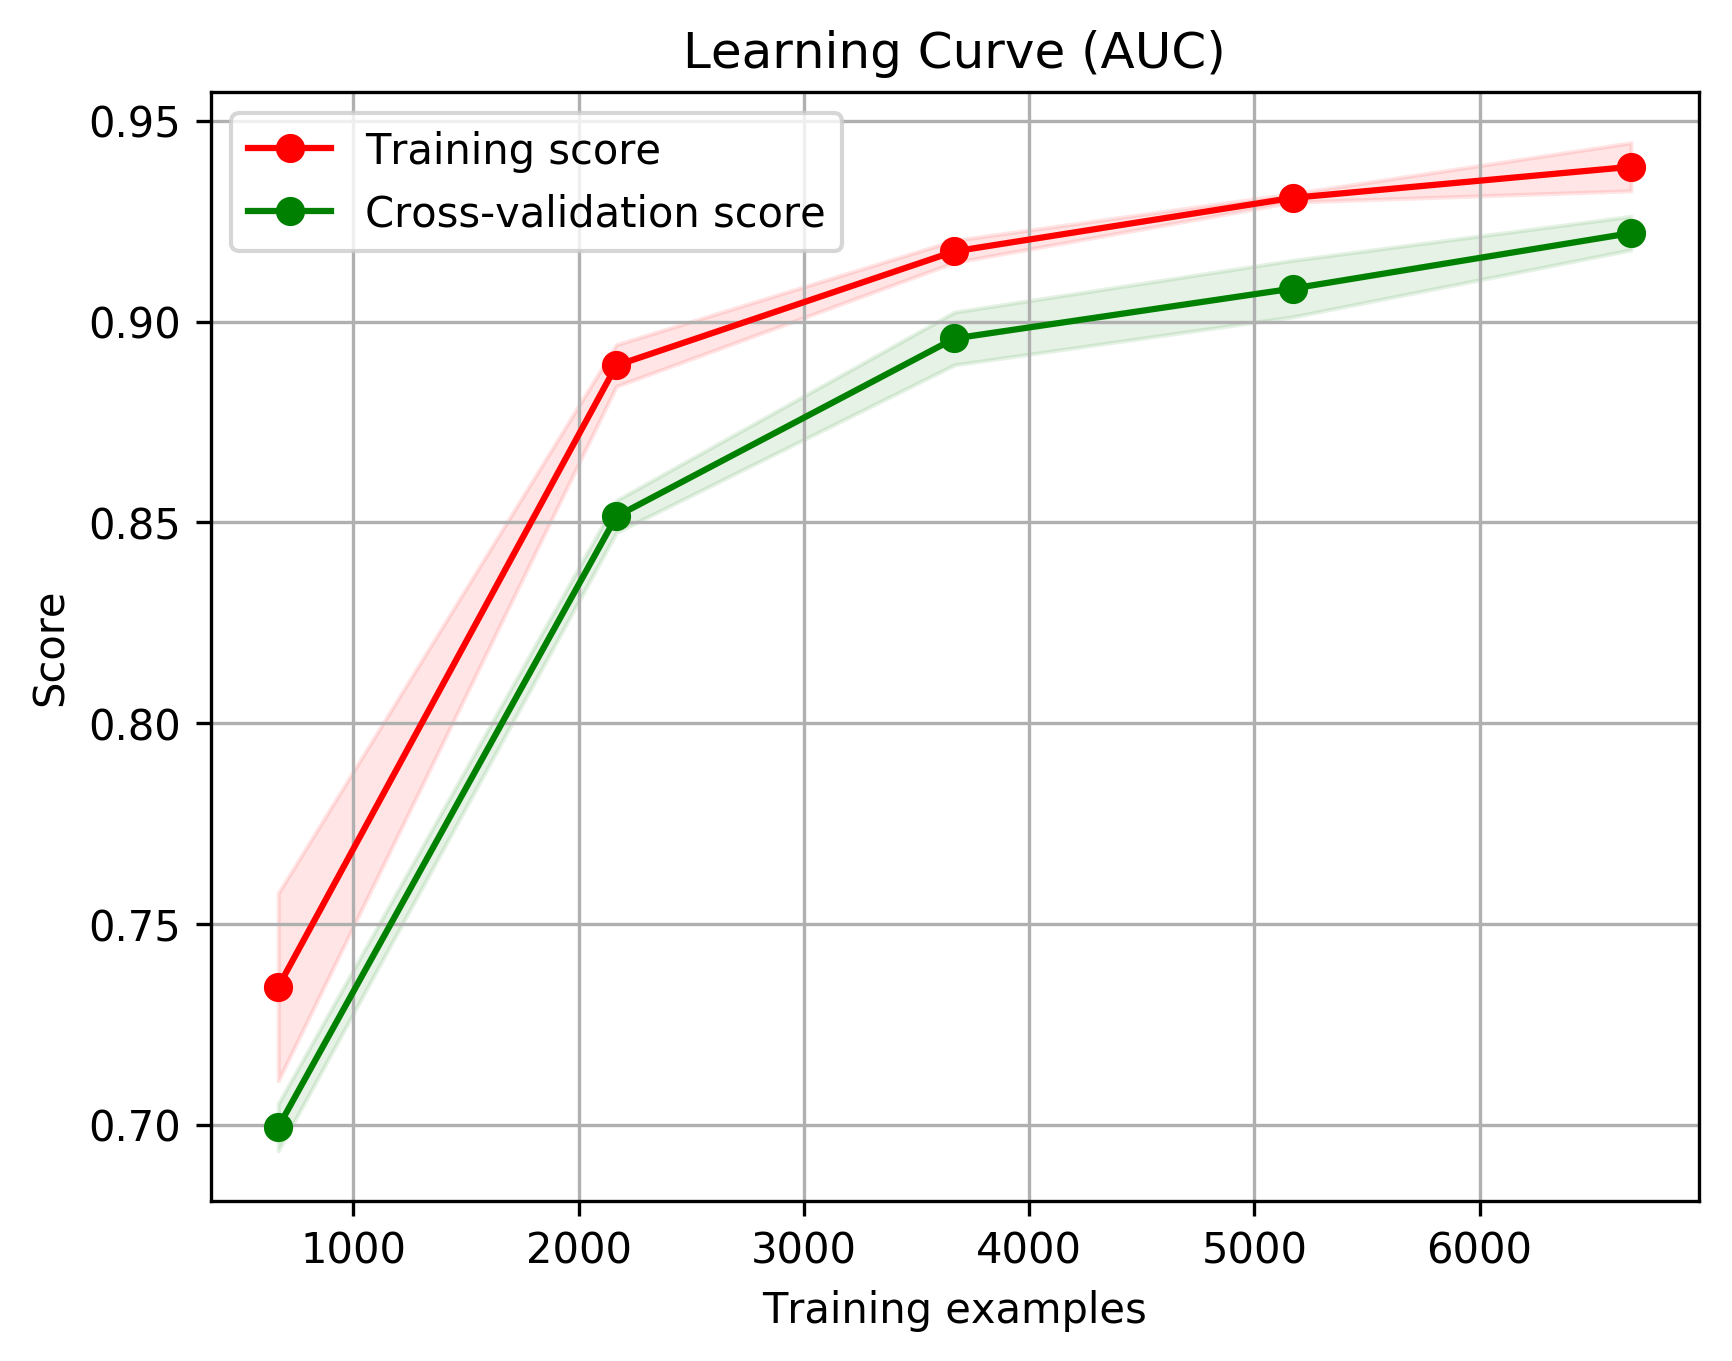 Learning Curve (AUC)
0.95
Training score
Cross-validation score
0.90
0.85
0.80
0.75
0.70
Score
1000 2000 3000 4000 5000 6000
Training examples